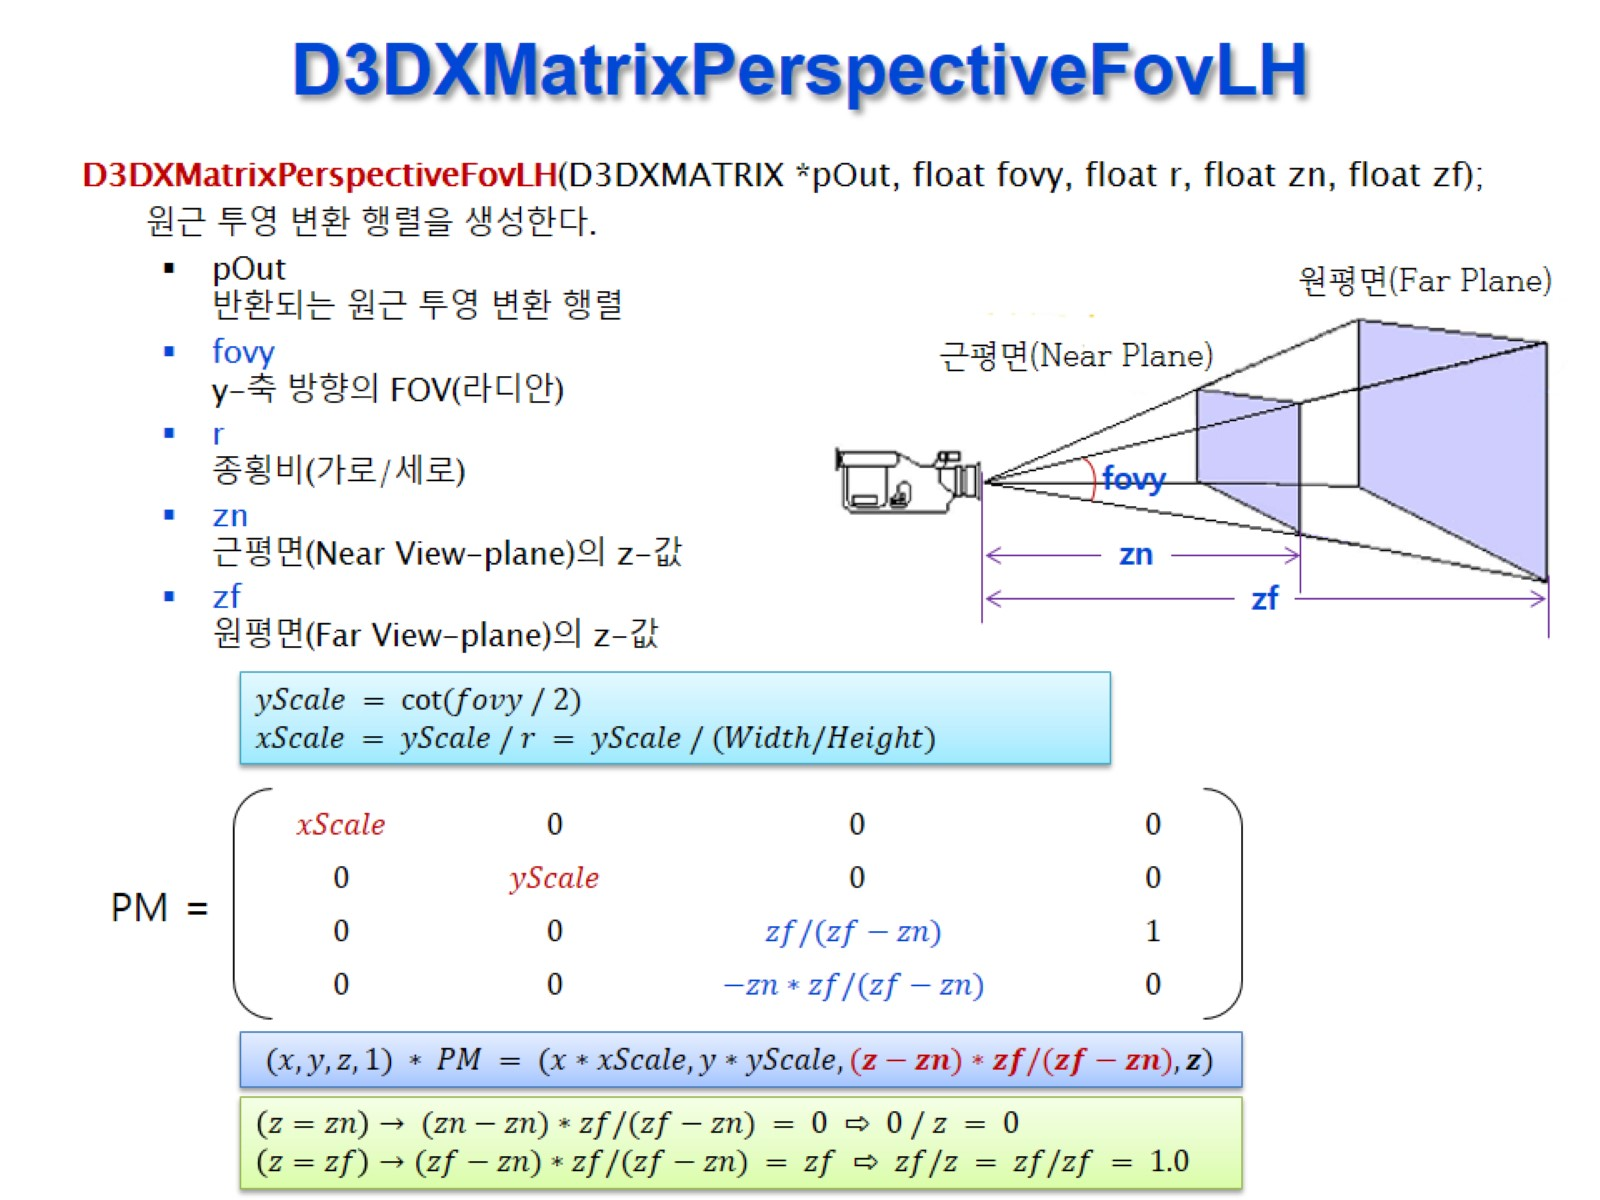 D3DXMatrixPerspectiveFovLH
D3DXMatrixPerspectiveFovLH(D3DXMATRIX *pOut, float fovy, float r, float zn, float zf);
원근 투영 변환 행렬을 생성한다.
▪ pOut
반환되는 원근 투영 변환 행렬
▪ fovy
y-축 방향의 FOV(라디안)
▪ r
종횡비(가로/세로)
▪ zn
근평면(Near View-plane)의 z-값
▪ zf
원평면(Far View-plane)의 z-값
원평면(Far Plane)
근평면(Near Plane)
fovy
zn
zf
yScale = cot(fovy / 2)
xScale = yScale / r = yScale / (Width/Height)
PM =
xScale 0 0 0
0 yScale 0 0
0 0 zf/(zf − zn) 1
0 0 −zn ∗ zf/(zf − zn) 0
(x, y, z, 1) ∗ PM = (x ∗ xScale, y ∗ yScale, (z − zn) ∗ zf/(zf − zn), z)
(z = zn) → (zn − zn) ∗ zf/(zf − zn) = 0 ⇨ 0 / z = 0
(z = zf) → (zf − zn) ∗ zf/(zf − zn) = zf ⇨ zf/z = zf/zf = 1.0